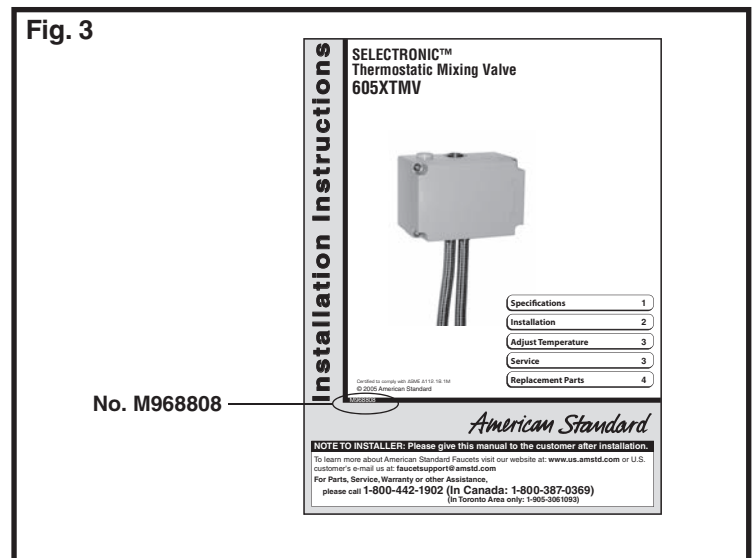 Fig. 3
Installation Instructions
SELECTRONIC™
Thermostatic Mixing Valve
605XTMV
Specifications 1
Installation 2
Adjust Temperature 3
Service 3
Replacement Parts 4
Certified to comply with ASME A112.18.1M
© 2005 American Standard
M968808
No. M968808
American Standard
NOTE TO INSTALLER: Please give this manual to the customer after installation.
To learn more about American Standard Faucets visit our website at: www.us.amstd.com or U.S.
customer's e-mail us at: faucetsupport@amstd.com
For Parts, Service, Warranty or other Assistance,
please call 1-800-442-1902 (In Canada: 1-800-387-0369)
(In Toronto Area only: 1-905-3061093)